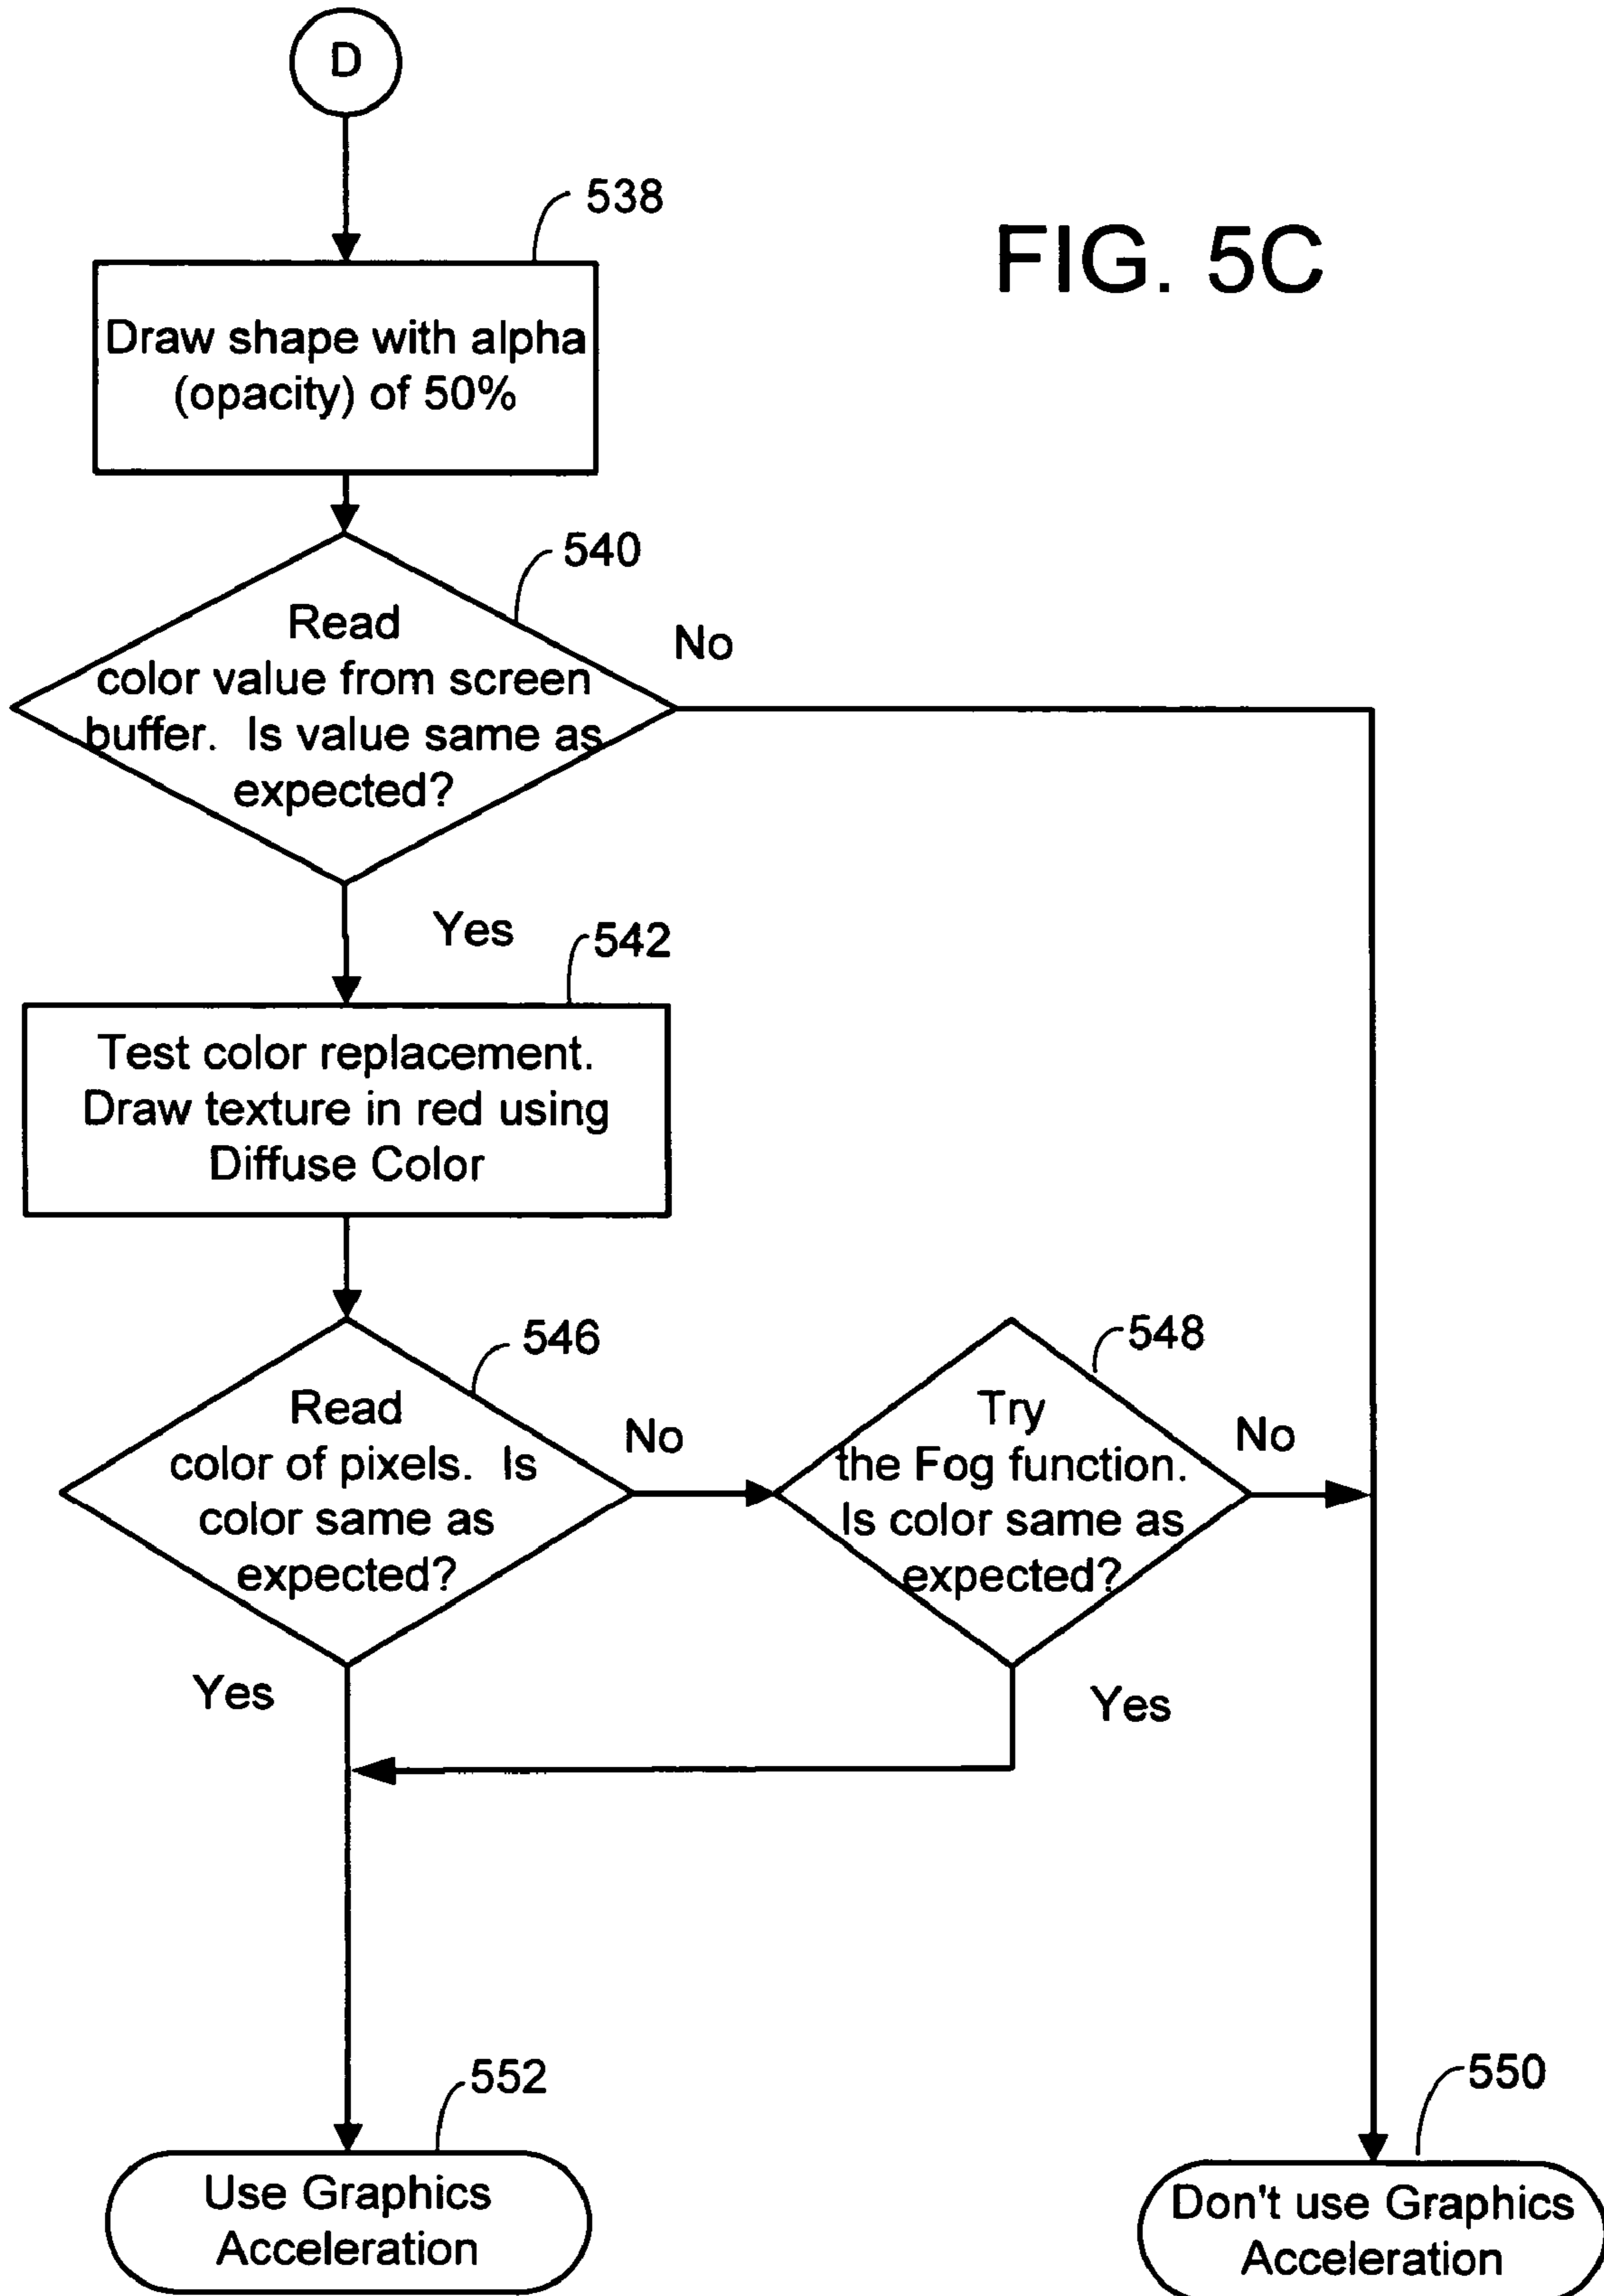 D
538
FIG. 5C
Draw shape with alpha
(opacity) of 50%
540
Read
color value from screen
buffer.  Is value same as
expected?
No
Yes
542
Test color replacement.
Draw texture in red using
Diffuse Color
546
Read
color of pixels.  Is
color same as
expected?
No
548
Try
the Fog function.
Is color same as
expected?
No
Yes
Yes
552
Use Graphics
Acceleration
550
Don't use Graphics
Acceleration